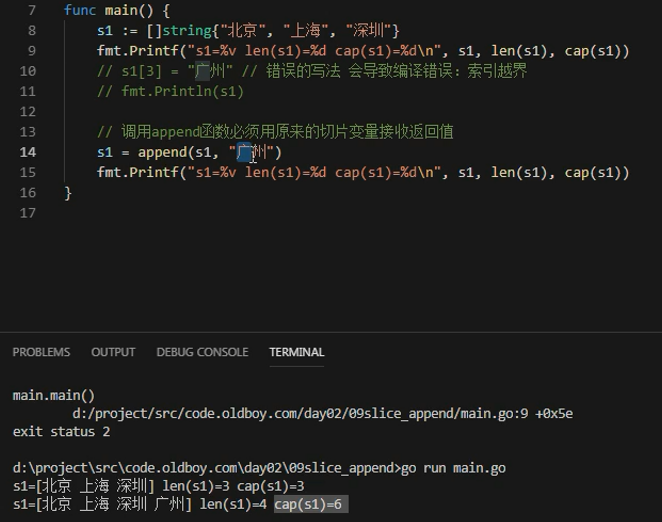 7 func main() {
8 s1 := []string{"北京", "上海", "深圳"}
9 fmt.Printf("s1=%v len(s1)=%d cap(s1)=%d\n", s1, len(s1), cap(s1))
10 // s1[3] = "广州" // 错误的写法 会导致编译错误：索引越界
11 // fmt.Println(s1)
12
13 // 调用append函数必须用原来的切片变量接收返回值
14 s1 = append(s1, "广州")
15 fmt.Printf("s1=%v len(s1)=%d cap(s1)=%d\n", s1, len(s1), cap(s1))
16 }
17
PROBLEMS OUTPUT DEBUG CONSOLE TERMINAL
main.main()
d:/project/src/code.oldboy.com/day02/09slice_append/main.go:9 +0x5e
exit status 2
d:\project\src\code.oldboy.com\day02\09slice_append>go run main.go
s1=[北京 上海 深圳] len(s1)=3 cap(s1)=3
s1=[北京 上海 深圳 广州] len(s1)=4 cap(s1)=6